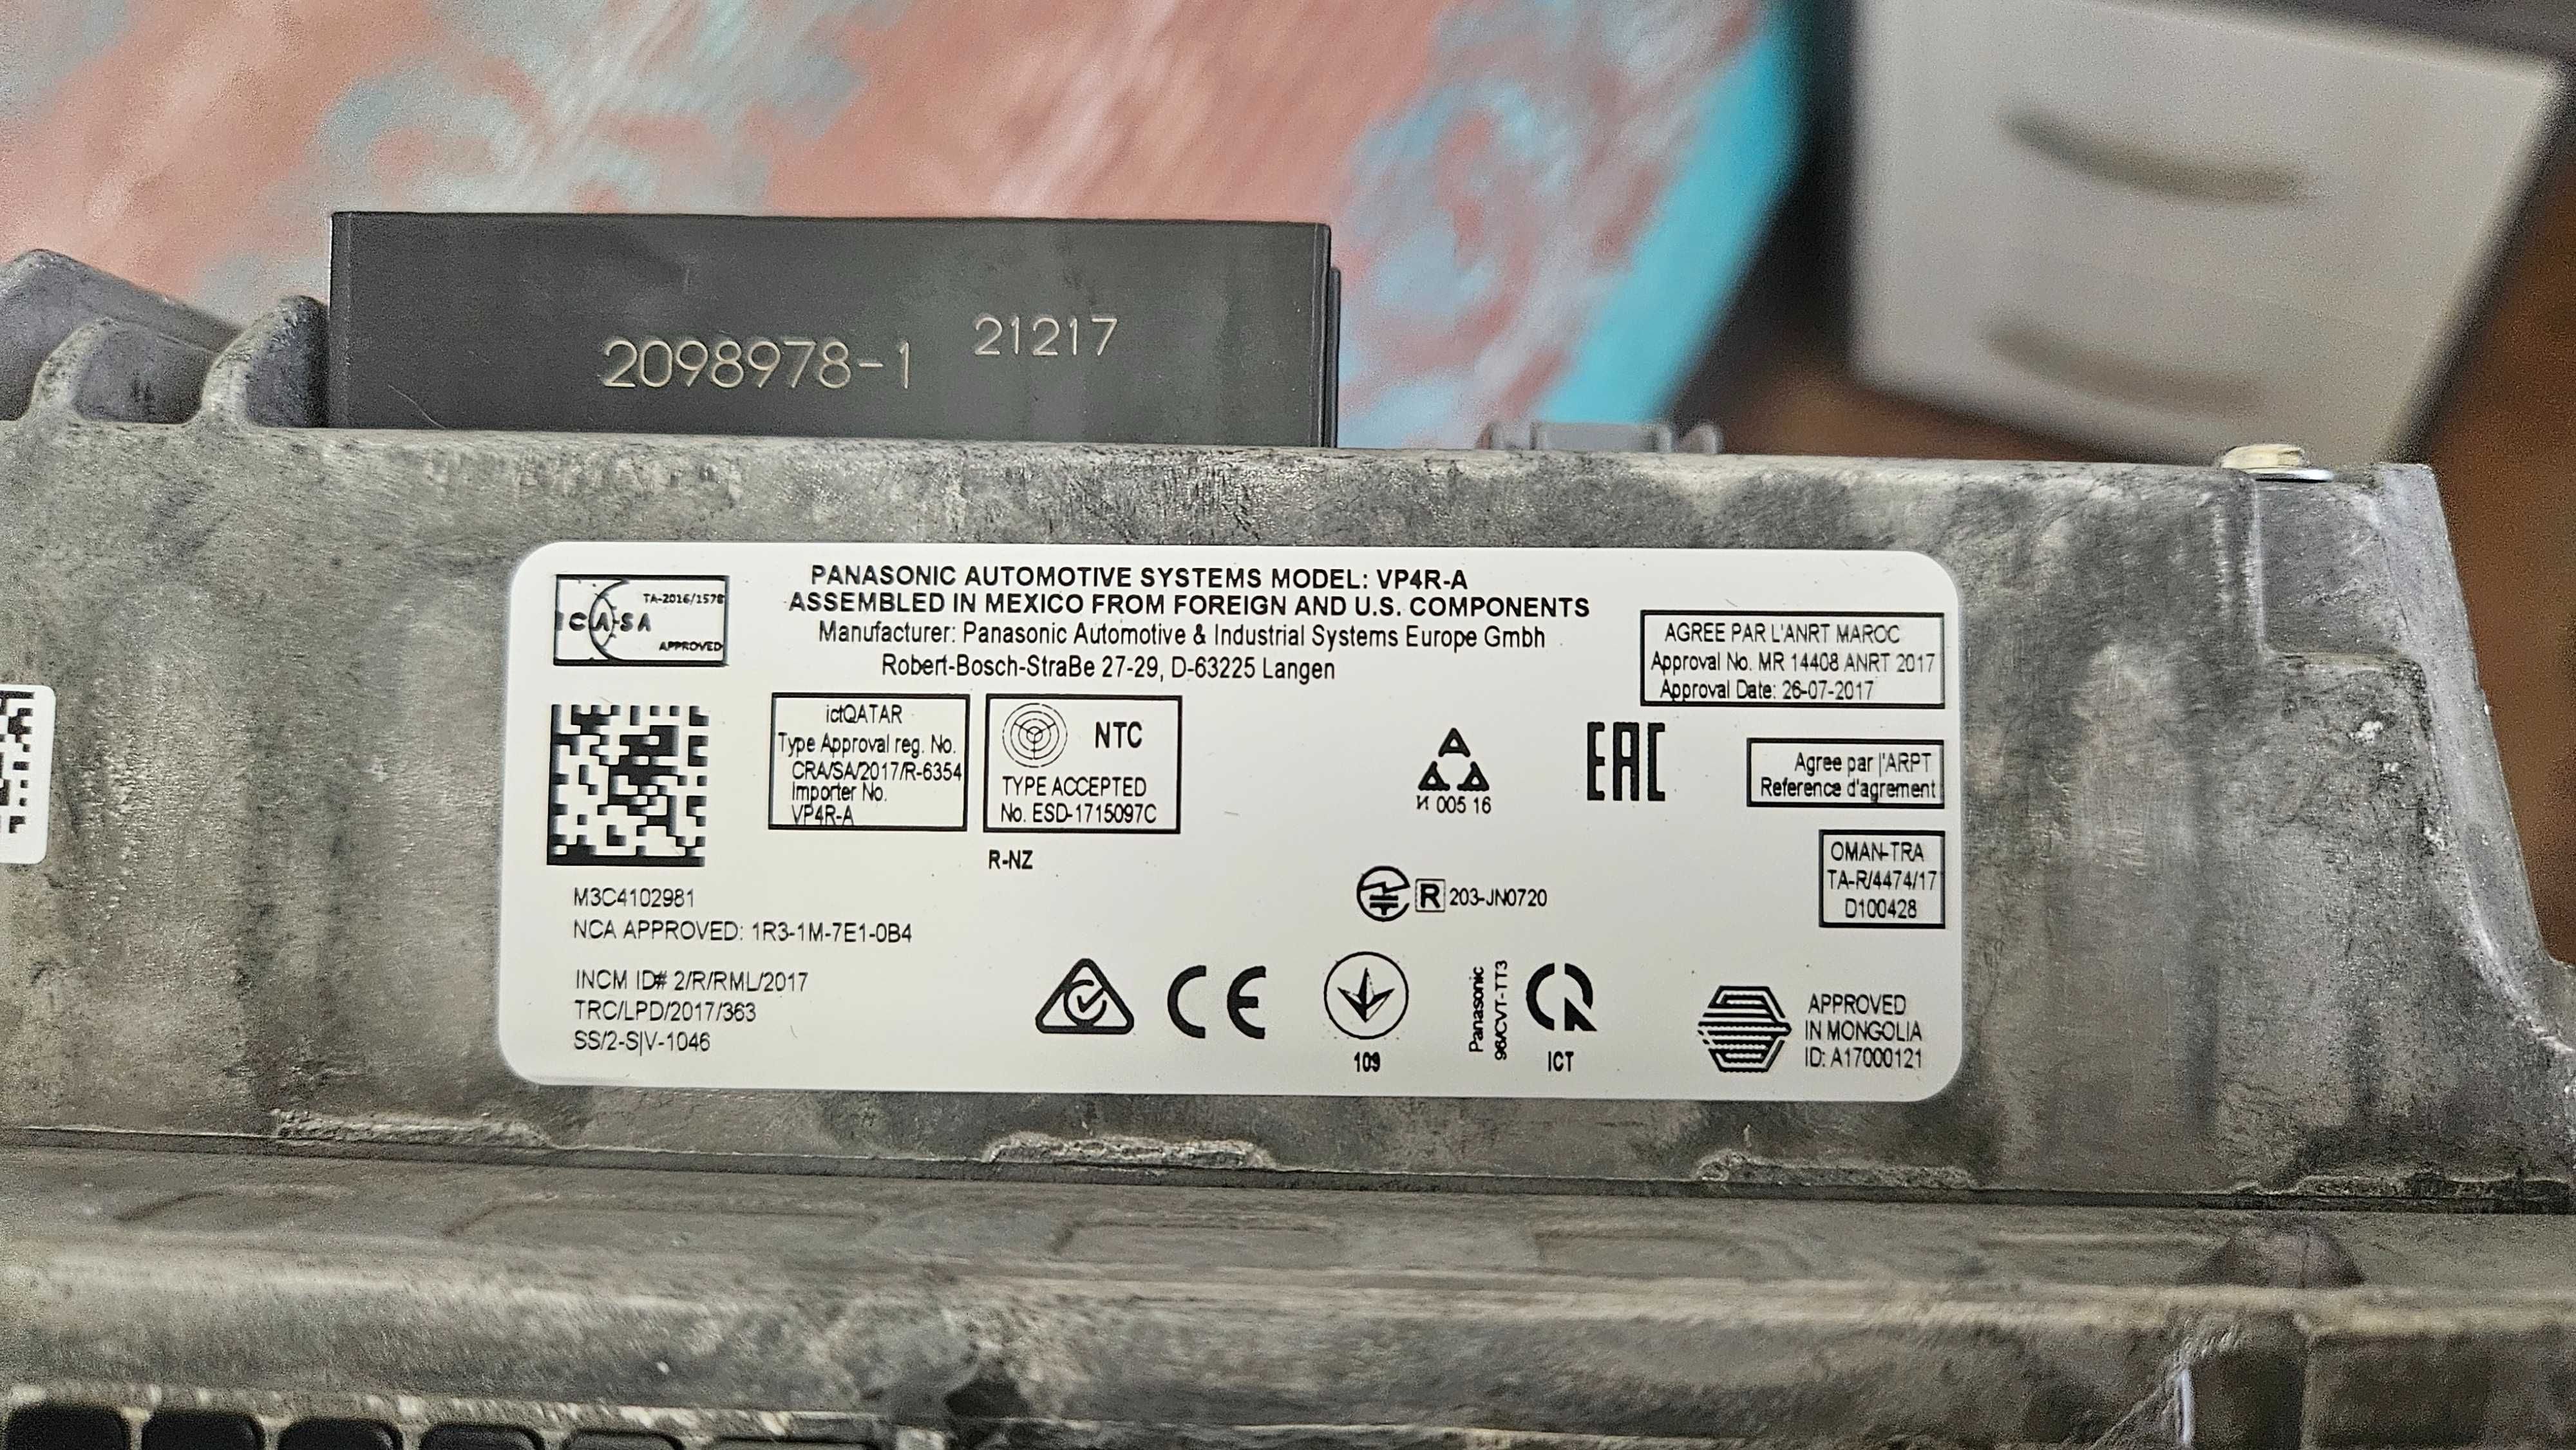 2098978-1 21217
ICASA
TA-2016/1578
APPROVED
PANASONIC AUTOMOTIVE SYSTEMS MODEL: VP4R-A
ASSEMBLED IN MEXICO FROM FOREIGN AND U.S. COMPONENTS
Manufacturer: Panasonic Automotive & Industrial Systems Europe Gmbh
Robert-Bosch-StraBe 27-29, D-63225 Langen
AGREE PAR L'ANRT MAROC
Approval No. MR 14408 ANRT 2017
Approval Date: 26-07-2017
ictQATAR
Type Approval reg. No.
CRA/SA/2017/R-6354
Importer No.
VP4R-A
NTC
TYPE ACCEPTED
No. ESD-1715097C
R-NZ
И 005 16
EAC
Agree par l'ARPT
Reference d'agrement
OMAN-TRA
TA-R/4474/17
D100428
R 203-JN0720
M3C4102981
NCA APPROVED: 1R3-1M-7E1-0B4
INCM ID# 2/R/RML/2017
TRC/LPD/2017/363
SS/2-S|V-1046
CE
109
Panasonic
96/CVT-TT3
ICT
APPROVED
IN MONGOLIA
ID: A17000121